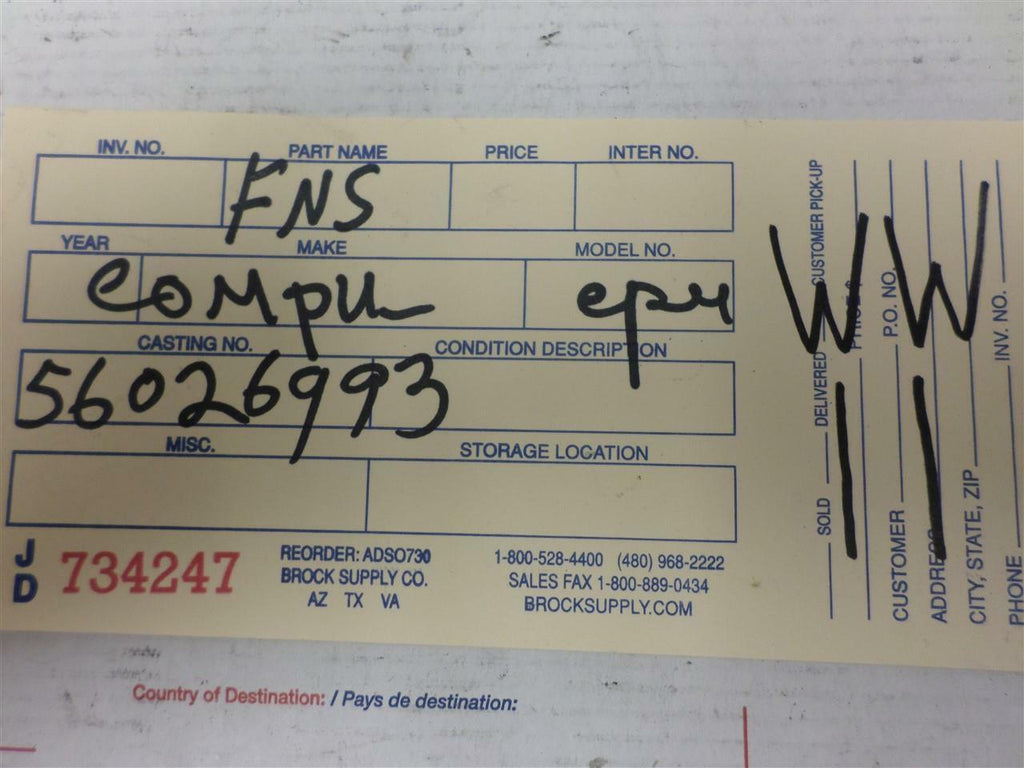 INV. NO. PART NAME PRICE INTER NO.
FNS
YEAR MAKE MODEL NO.
compu epu
CASTING NO. CONDITION DESCRIPTION
56026993
MISC. STORAGE LOCATION
JD 734247
REORDER: ADSO730
BROCK SUPPLY CO.
AZ TX VA
1-800-528-4400 (480) 968-2222
SALES FAX 1-800-889-0434
BROCKSUPPLY.COM
SOLD DELIVERED CUSTOMER PICK-UP
PRICE $
CUSTOMER P.O. NO.
ADDRESS
CITY, STATE, ZIP
PHONE INV. NO.
W W
Country of Destination: / Pays de destination: